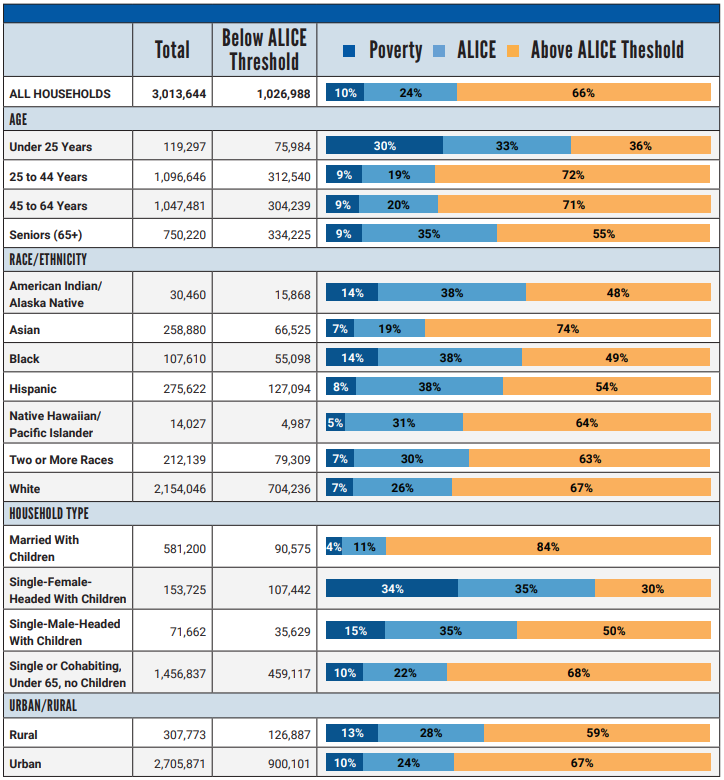 Total Below ALICE Threshold Poverty ALICE Above ALICE Theshold
ALL HOUSEHOLDS 3,013,644 1,026,988 10% 24% 66%
AGE
Under 25 Years 119,297 75,984 30% 33% 36%
25 to 44 Years 1,096,646 312,540 9% 19% 72%
45 to 64 Years 1,047,481 304,239 9% 20% 71%
Seniors (65+) 750,220 334,225 9% 35% 55%
RACE/ETHNICITY
American Indian/
Alaska Native 30,460 15,868 14% 38% 48%
Asian 258,880 66,525 7% 19% 74%
Black 107,610 55,098 14% 38% 49%
Hispanic 275,622 127,094 8% 38% 54%
Native Hawaiian/
Pacific Islander 14,027 4,987 5% 31% 64%
Two or More Races 212,139 79,309 7% 30% 63%
White 2,154,046 704,236 7% 26% 67%
HOUSEHOLD TYPE
Married With
Children 581,200 90,575 4% 11% 84%
Single-Female-
Headed With Children 153,725 107,442 34% 35% 30%
Single-Male-Headed
With Children 71,662 35,629 15% 35% 50%
Single or Cohabiting,
Under 65, no Children 1,456,837 459,117 10% 22% 68%
URBAN/RURAL
Rural 307,773 126,887 13% 28% 59%
Urban 2,705,871 900,101 10% 24% 67%